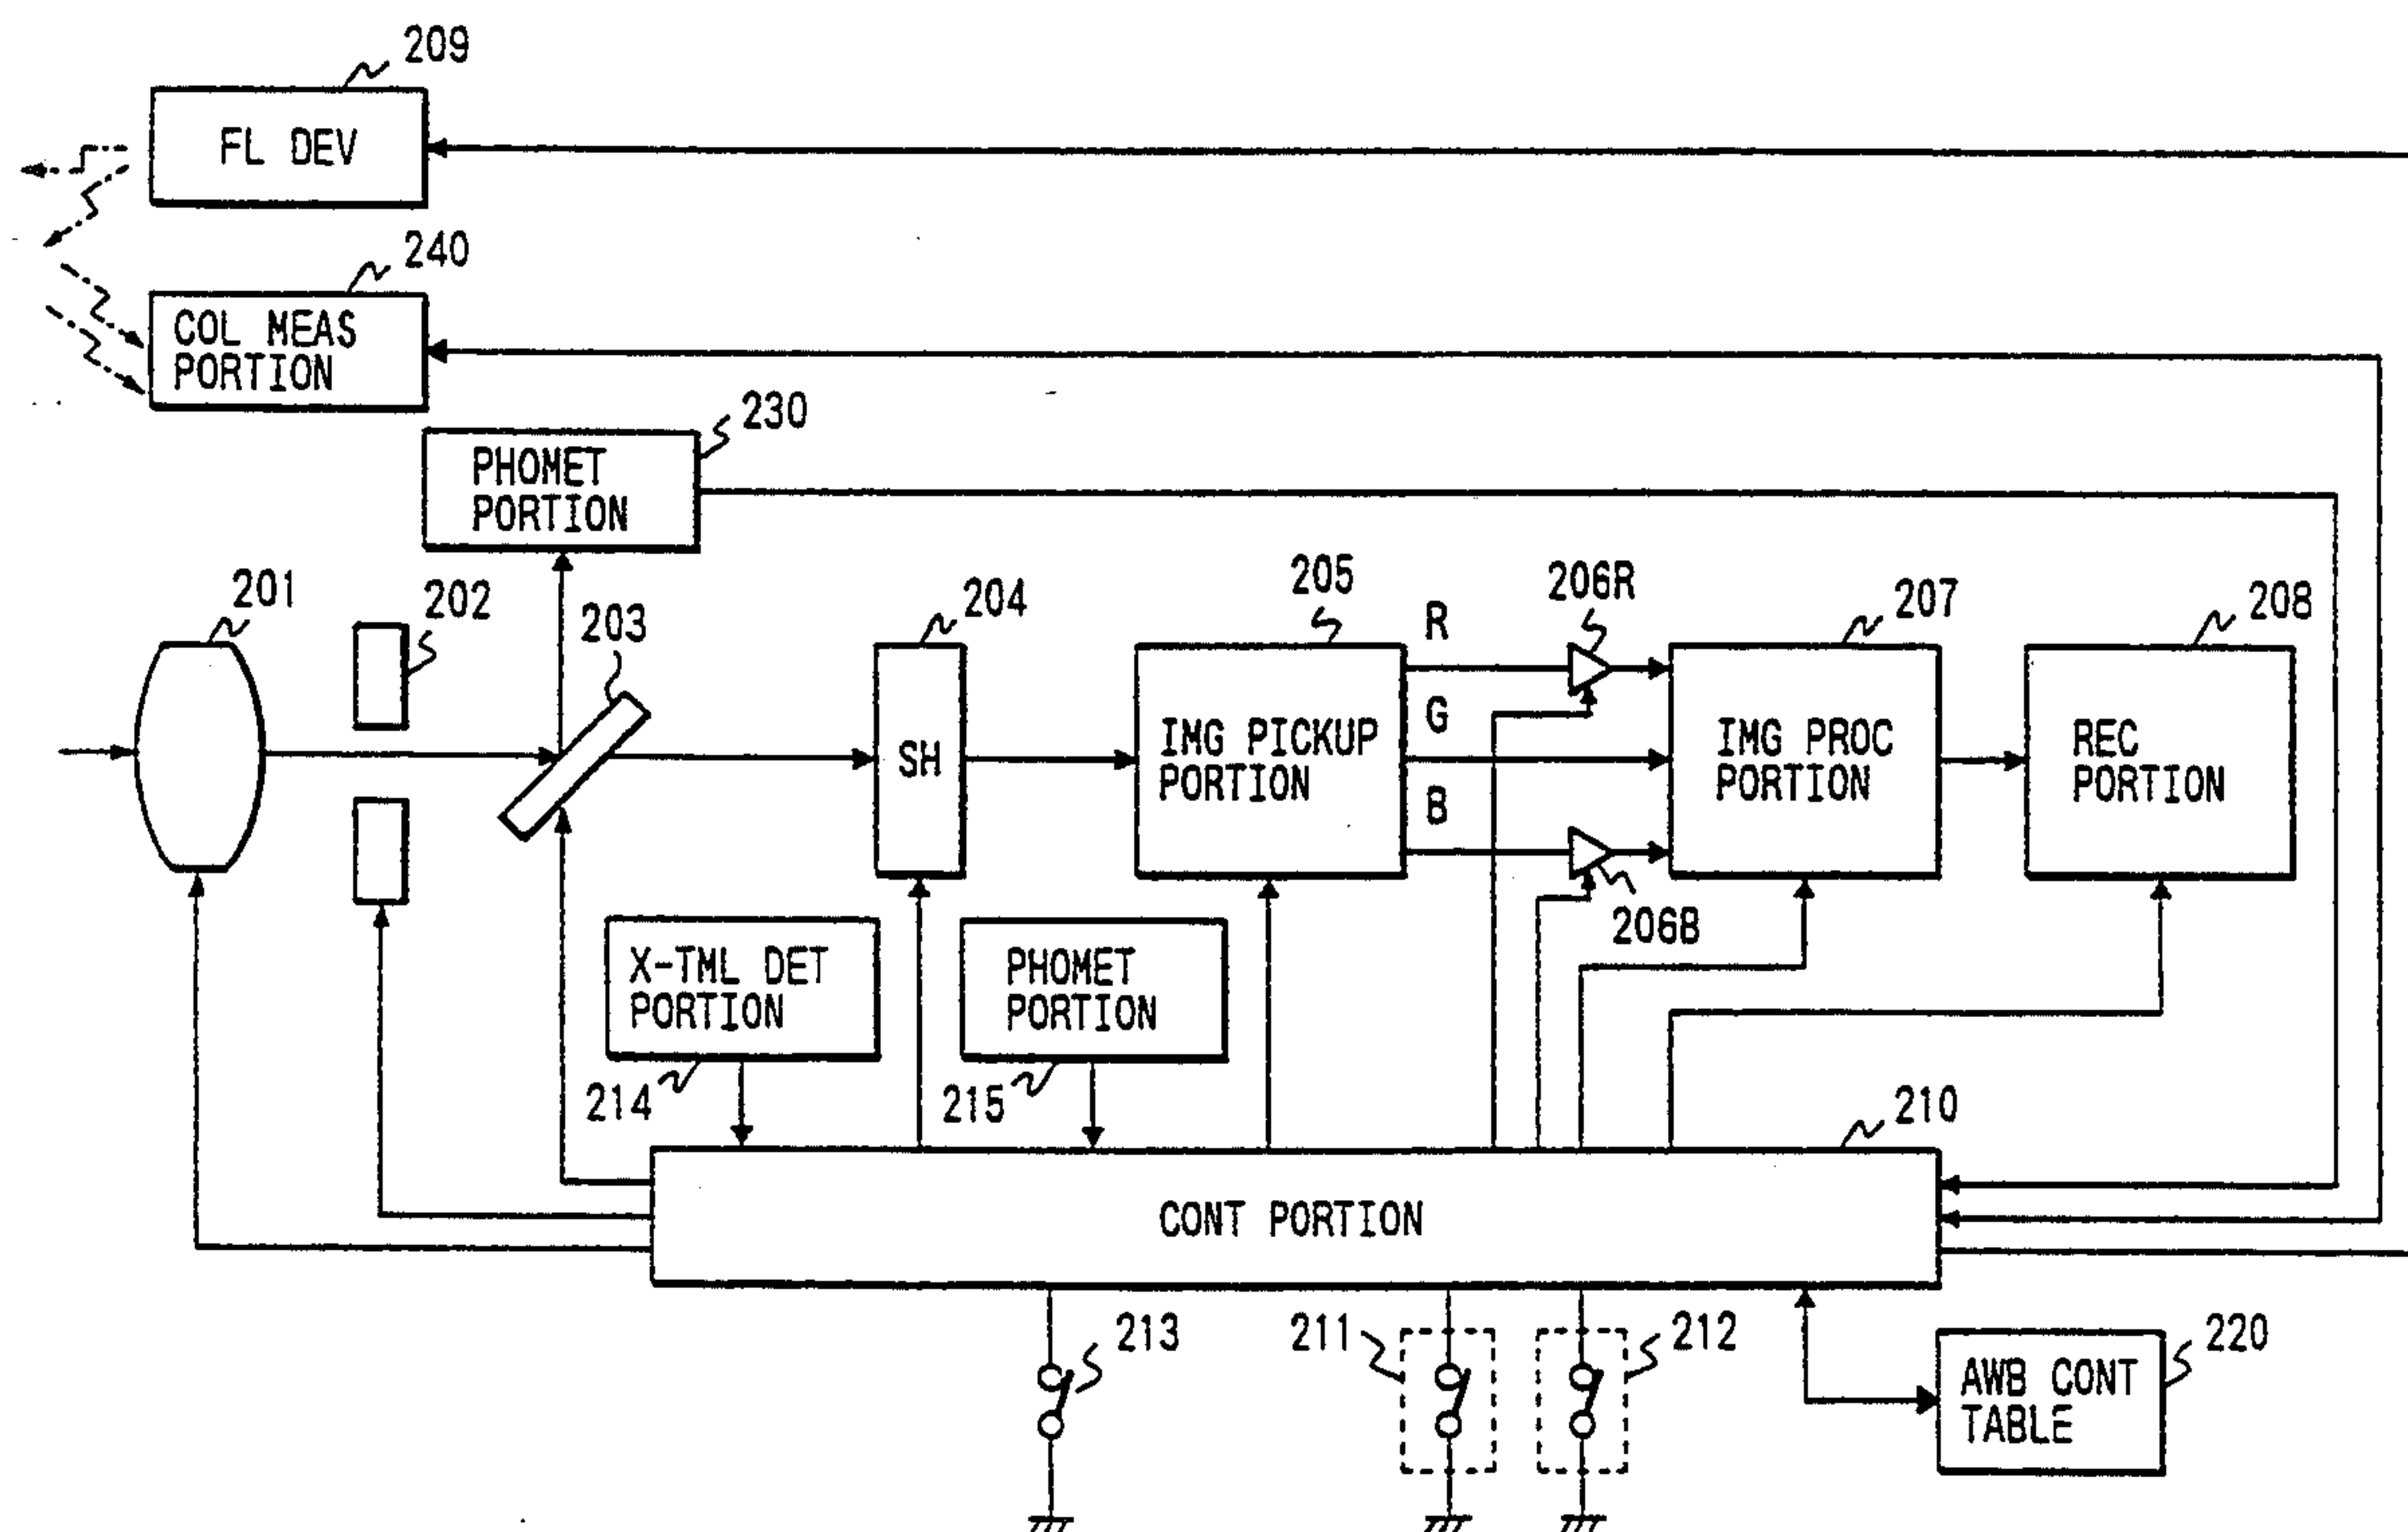 209
FL DEV
240
COL MEAS
PORTION
230
PHOMET
PORTION
201
202
203
204
SH
205
IMG PICKUP
PORTION
R
G
B
206R
206B
207
IMG PROC
PORTION
208
REC
PORTION
X-TML DET
PORTION
214
PHOMET
PORTION
215
210
CONT PORTION
213
211
212
220
AWB CONT
TABLE